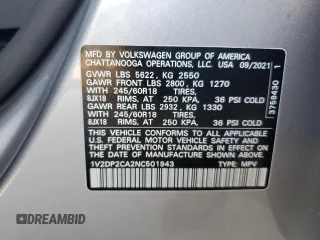 MFD BY VOLKSWAGEN GROUP OF AMERICA
CHATTANOOGA OPERATIONS, LLC. USA 09/2021
GVWR LBS 5622, KG 2550
GAWR FRONT LBS 2800, KG 1270
WITH 245/60R18 TIRES,
8JX18 RIMS, AT 250 KPA, 36 PSI COLD
GAWR REAR LBS 2932, KG 1330
WITH 245/60R18 TIRES,
8JX18 RIMS, AT 250 KPA, 36 PSI COLD
THIS VEHICLE CONFORMS TO ALL APPLICABLE
U.S. FEDERAL MOTOR VEHICLE SAFETY AND
THEFT PREVENTION STANDARDS IN EFFECT
ON THE DATE OF MANUFACTURE SHOWN ABOVE.
1V2DP2CA2NC501943 TYPE: MPV
3759430 1
© CARDEBIMD